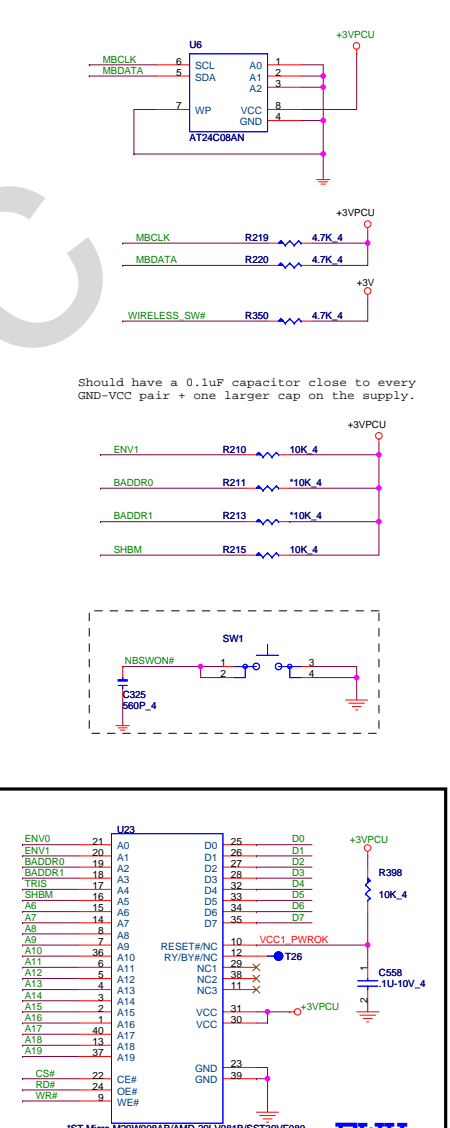 U6
+3VPCU
MBCLK 6 SCL A0 1
MBDATA 5 SDA A1 2
A2 3
7 WP VCC 8
GND 4
AT24C08AN
+3VPCU
MBCLK R219 4.7K_4
MBDATA R220 4.7K_4
+3V
WIRELESS_SW# R350 4.7K_4
Should have a 0.1uF capacitor close to every
GND-VCC pair + one larger cap on the supply.
+3VPCU
ENV1 R210 10K_4
BADDR0 R211 *10K_4
BADDR1 R213 *10K_4
SHBM R215 10K_4
SW1
NBSWON# 1 3
2 4
C325
560P_4
U23
ENV0 21 A0 D0 25 D0
ENV1 20 A1 D1 26 D1
BADDR0 19 A2 D2 27 D2
BADDR1 18 A3 D3 28 D3
TRIS 17 A4 D4 32 D4
SHBM 16 A5 D5 33 D5
A6 15 A6 D6 34 D6
A7 14 A7 D7 35 D7
A8 8 A8
A9 7 A9 RESET#/NC 10 VCC1_PWROK
A10 36 A10 RY/BY#/NC 12 T26
A11 6 A11 NC1 29
A12 5 A12 NC2 38
A13 4 A13 NC3 11
A14 3 A14
A15 2 A15 VCC 31 +3VPCU
A16 1 A16 VCC 30
A17 40 A17
A18 13 A18
A19 37 A19
GND 23
CS# 22 CE# GND 39
RD# 24 OE#
WR# 9 WE#
+3VPCU
R398
10K_4
1
C558
.1U-10V_4
2